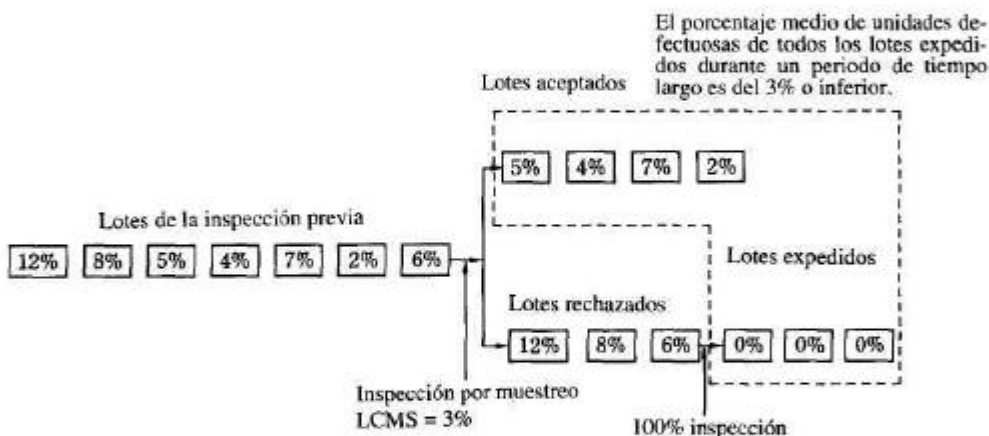 El porcentaje medio de unidades de-
fectuosas de todos los lotes expedi-
dos durante un periodo de tiempo
largo es del 3% o inferior.
Lotes aceptados
5% 4% 7% 2%
Lotes de la inspección previa
12% 8% 5% 4% 7% 2% 6%
Lotes expedidos
Lotes rechazados
12% 8% 6% 0% 0% 0%
Inspección por muestreo
LCMS = 3%
100% inspección